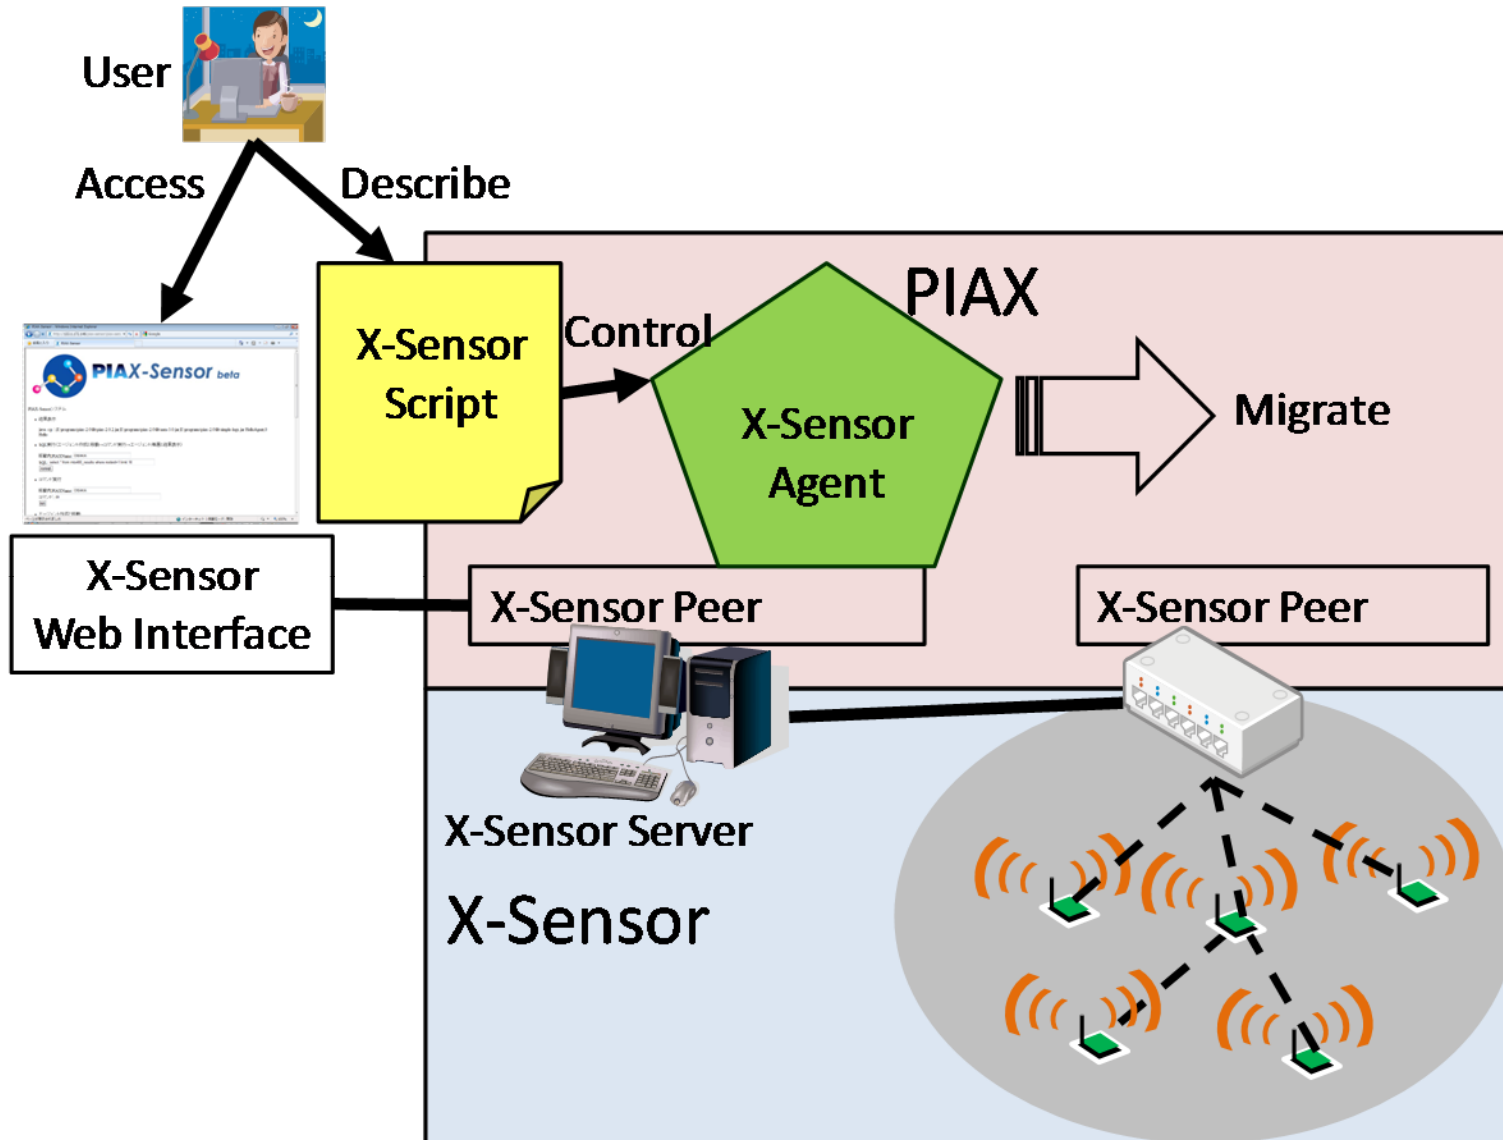 User
Access
Describe
PIAX
PIAX-Sensor beta
X-Sensor
Script
Control
X-Sensor
Agent
Migrate
X-Sensor
Web Interface
X-Sensor Peer
X-Sensor Peer
X-Sensor Server
X-Sensor